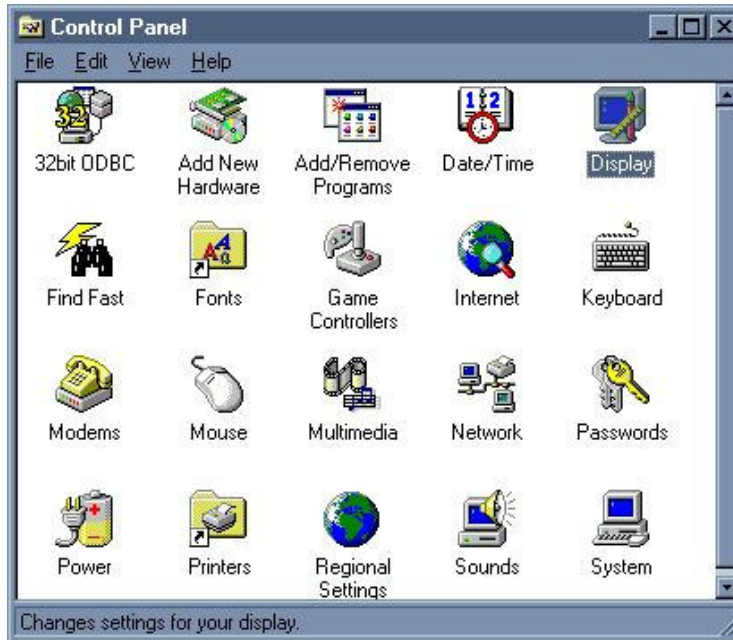 Control Panel
File Edit View Help
32bit ODBC
Add New
Hardware
Add/Remove
Programs
Date/Time
Display
Find Fast
Fonts
Game
Controllers
Internet
Keyboard
Modems
Mouse
Multimedia
Network
Passwords
Power
Printers
Regional
Settings
Sounds
System
Changes settings for your display.